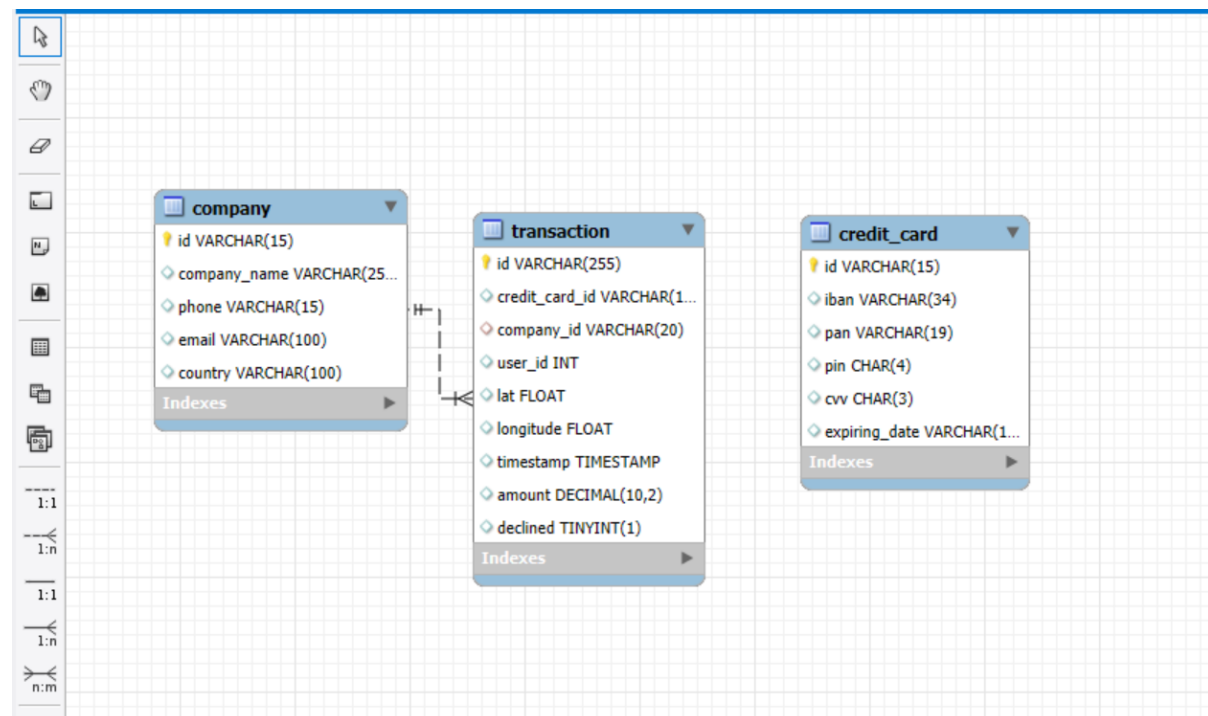 company
id VARCHAR(15)
company_name VARCHAR(25...
phone VARCHAR(15)
email VARCHAR(100)
country VARCHAR(100)
Indexes
transaction
id VARCHAR(255)
credit_card_id VARCHAR(1...
company_id VARCHAR(20)
user_id INT
lat FLOAT
longitude FLOAT
timestamp TIMESTAMP
amount DECIMAL(10,2)
declined TINYINT(1)
Indexes
credit_card
id VARCHAR(15)
iban VARCHAR(34)
pan VARCHAR(19)
pin CHAR(4)
cvv CHAR(3)
expiring_date VARCHAR(1...
Indexes
L
N
1:1
1:n
1:1
1:n
n:m